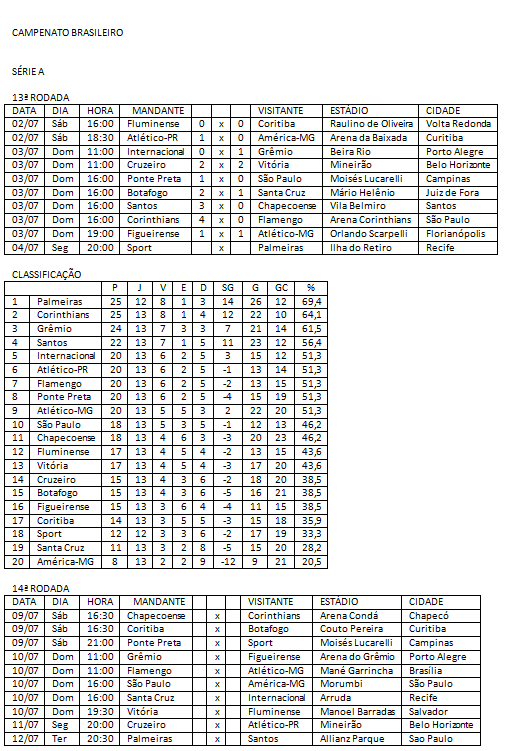 CAMPENATO BRASILEIRO
SÉRIE A
13ª RODADA
DATA DIA HORA MANDANTE VISITANTE ESTÁDIO CIDADE
02/07 Sáb 16:00 Fluminense 0 x 0 Coritiba Raulino de Oliveira Volta Redonda
02/07 Sáb 18:30 Atlético-PR 1 x 0 América-MG Arena da Baixada Curitiba
03/07 Dom 11:00 Internacional 0 x 1 Grêmio Beira Rio Porto Alegre
03/07 Dom 11:00 Cruzeiro 2 x 2 Vitória Mineirão Belo Horizonte
03/07 Dom 16:00 Ponte Preta 1 x 0 São Paulo Moisés Lucarelli Campinas
03/07 Dom 16:00 Botafogo 2 x 1 Santa Cruz Mário Helênio Juiz de Fora
03/07 Dom 16:00 Santos 3 x 0 Chapecoense Vila Belmiro Santos
03/07 Dom 16:00 Corinthians 4 x 0 Flamengo Arena Corinthians São Paulo
03/07 Dom 19:00 Figueirense 1 x 1 Atlético-MG Orlando Scarpelli Florianópolis
04/07 Seg 20:00 Sport x Palmeiras Ilha do Retiro Recife
CLASSIFICAÇÃO
P J V E D SG G GC %
1 Palmeiras 25 12 8 1 3 14 26 12 69,4
2 Corinthians 25 13 8 1 4 12 22 10 64,1
3 Grêmio 24 13 7 3 3 7 21 14 61,5
4 Santos 22 13 7 1 5 11 23 12 56,4
5 Internacional 20 13 6 2 5 3 15 12 51,3
6 Atlético-PR 20 13 6 2 5 -1 13 14 51,3
7 Flamengo 20 13 6 2 5 -2 13 15 51,3
8 Ponte Preta 20 13 6 2 5 -4 15 19 51,3
9 Atlético-MG 20 13 5 5 3 2 22 20 51,3
10 São Paulo 18 13 5 3 5 -1 12 13 46,2
11 Chapecoense 18 13 4 6 3 -3 20 23 46,2
12 Fluminense 17 13 4 5 4 -2 13 15 43,6
13 Vitória 17 13 4 5 4 -3 17 20 43,6
14 Cruzeiro 15 13 4 3 6 -2 18 20 38,5
15 Botafogo 15 13 4 3 6 -5 16 21 38,5
16 Figueirense 15 13 3 6 4 -4 11 15 38,5
17 Coritiba 14 13 3 5 5 -3 15 18 35,9
18 Sport 12 12 3 3 6 -2 17 19 33,3
19 Santa Cruz 11 13 3 2 8 -5 15 20 28,2
20 América-MG 8 13 2 2 9 -12 9 21 20,5
14ª RODADA
DATA DIA HORA MANDANTE VISITANTE ESTÁDIO CIDADE
09/07 Sáb 16:30 Chapecoense x Corinthians Arena Condá Chapecó
09/07 Sáb 16:30 Coritiba x Botafogo Couto Pereira Curitiba
09/07 Sáb 21:00 Ponte Preta x Sport Moisés Lucarelli Campinas
10/07 Dom 11:00 Grêmio x Figueirense Arena do Grêmio Porto Alegre
10/07 Dom 11:00 Flamengo x Atlético-MG Mané Garrincha Brasília
10/07 Dom 16:00 São Paulo x América-MG Morumbi São Paulo
10/07 Dom 16:00 Santa Cruz x Internacional Arruda Recife
10/07 Dom 19:30 Vitória x Fluminense Manoel Barradas Salvador
11/07 Seg 20:00 Cruzeiro x Atlético-PR Mineirão Belo Horizonte
12/07 Ter 20:30 Palmeiras x Santos Allianz Parque Sao Paulo